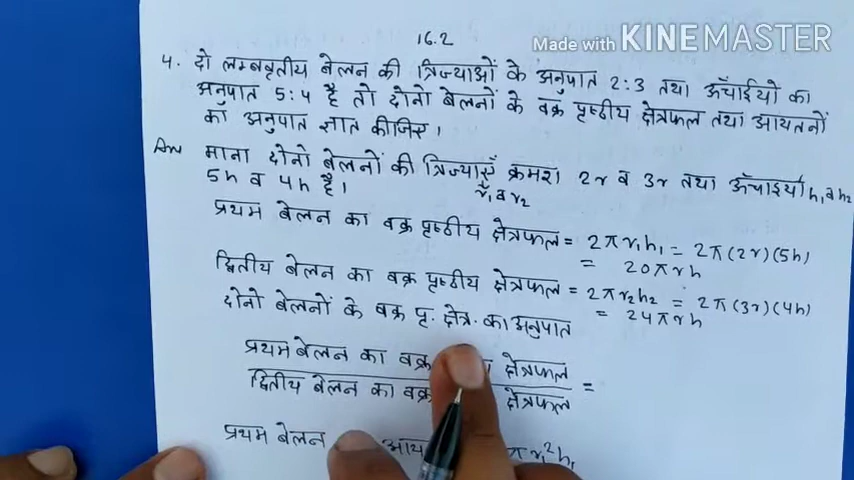 16.2
Made with KINEMASTER
4. दो लम्बवृतीय बेलन की त्रिज्याओं के अनुपात 2:3 तथा ऊँचाईयो का
अनुपात 5:4 है तो दोनो बेलनों के वक्र पृष्ठीय क्षेत्रफल तथा आयतनों
का अनुपात ज्ञात कीजिए।
Ans माना दोनो बेलनों की त्रिज्याएँ क्रमश 2r व 3r तथा ऊँचाइयाँ h₁ व h₂
5h व 4h है। r₁ व r₂
प्रथम बेलन का वक्र पृष्ठीय क्षेत्रफल = 2πr₁h₁ = 2π(2r)(5h)
= 20πrh
द्वितीय बेलन का वक्र पृष्ठीय क्षेत्रफल = 2πr₂h₂ = 2π(3r)(4h)
= 24πrh
दोनो बेलनों के वक्र पृ. क्षेत्र. का अनुपात
प्रथम बेलन का वक्र क्षेत्रफल
द्वितीय बेलन का वक्र क्षेत्रफल =
प्रथम बेलन πr₁²h₁